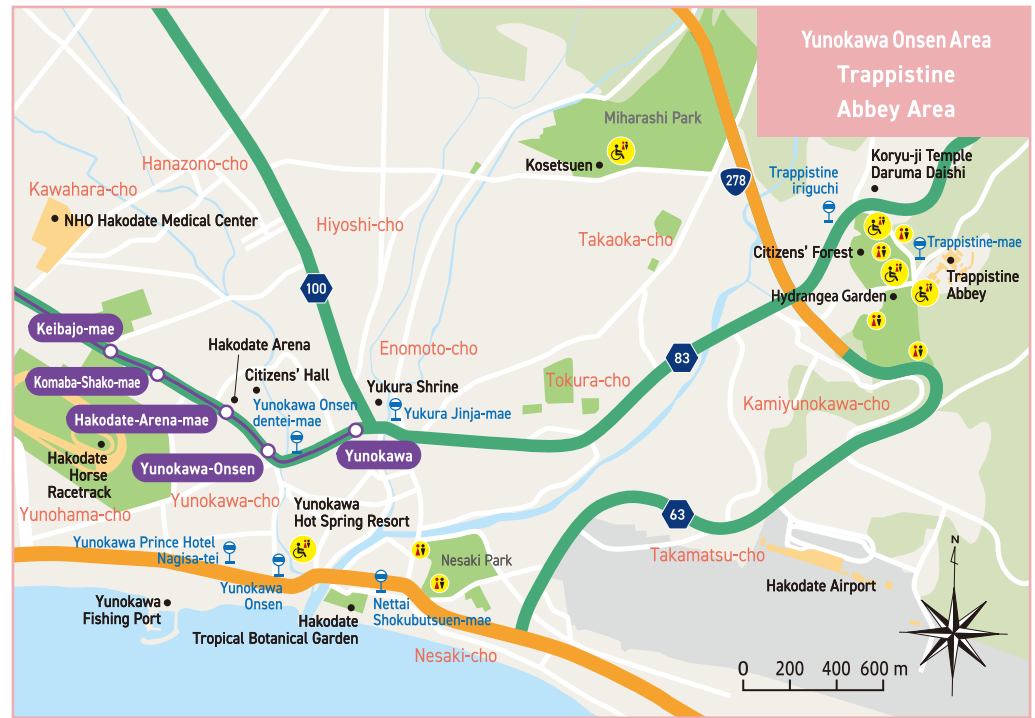 Yunokawa Onsen Area
Trappistine
Abbey Area
Miharashi Park
Kosetsuen
Koryu-ji Temple
Daruma Daishi
Trappistine
iriguchi
278
Hanazono-cho
Kawahara-cho
NHO Hakodate Medical Center
Hiyoshi-cho
Takaoka-cho
Citizens' Forest
Trappistine-mae
Trappistine
Abbey
Hydrangea Garden
100
Keibajo-mae
Hakodate Arena
Enomoto-cho
83
Komaba-Shako-mae
Citizens' Hall
Yukura Shrine
Tokura-cho
Yunokawa Onsen
dentei-mae
Yukura Jinja-mae
Kamiyunokawa-cho
Hakodate-Arena-mae
Hakodate
Horse
Racetrack
Yunokawa-Onsen
Yunokawa
Yunokawa-cho
Yunohama-cho
Yunokawa
Hot Spring Resort
63
Yunokawa Prince Hotel
Nagisa-tei
Nesaki Park
Takamatsu-cho
N
Yunokawa
Onsen
Hakodate Airport
Yunokawa
Fishing Port
Nettai
Shokubutsuen-mae
Hakodate
Tropical Botanical Garden
Nesaki-cho
0 200 400 600 m